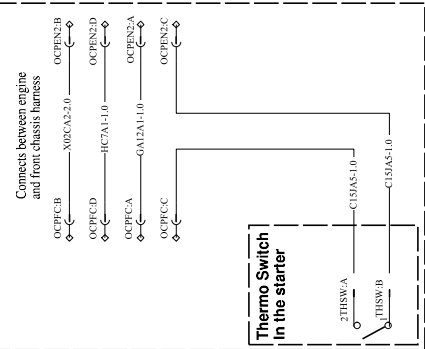 Connects between engine
and front chassis harness
OCPEN2:B
OCPEN2:D
OCPEN2:A
OCPEN2:C
X02CA2-2.0
HC7A1-1.0
GA12A1-1.0
C15JA5-1.0
C15JA5-1.0
OCPFC:B
OCPFC:D
OCPFC:A
OCPFC:C
Thermo Switch
In the starter
2THSW:A
1THSW:B